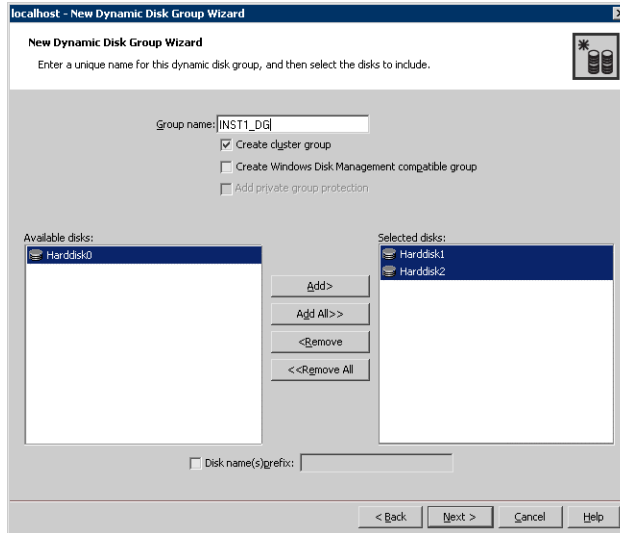 localhost - New Dynamic Disk Group Wizard
New Dynamic Disk Group Wizard
Enter a unique name for this dynamic disk group, and then select the disks to include.
Group name: INST1_DG
Create cluster group
Create Windows Disk Management compatible group
Add private group protection
Available disks:
Selected disks:
Harddisk0
Harddisk1
Harddisk2
Add>
Add All>>
<Remove
<<Remove All
Disk name(s)prefix:
< Back
Next >
Cancel
Help